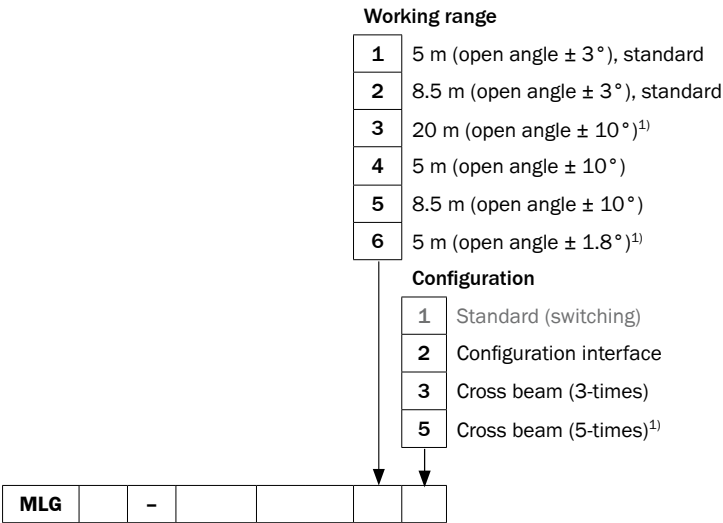 Working range
1 5 m (open angle ± 3°), standard
2 8.5 m (open angle ± 3°), standard
3 20 m (open angle ± 10°)1)
4 5 m (open angle ± 10°)
5 8.5 m (open angle ± 10°)
6 5 m (open angle ± 1.8°)1)
Configuration
1 Standard (switching)
2 Configuration interface
3 Cross beam (3-times)
5 Cross beam (5-times)1)
MLG –